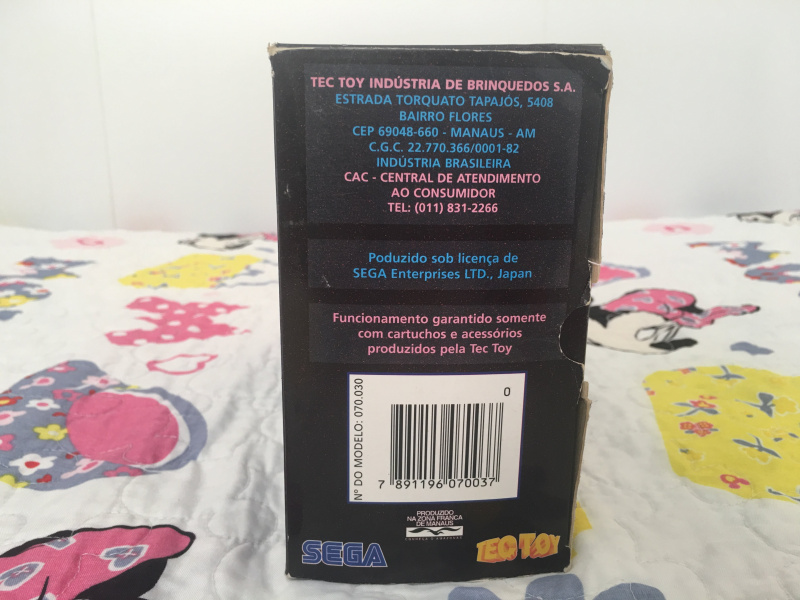 TEC TOY INDÚSTRIA DE BRINQUEDOS S.A.
ESTRADA TORQUATO TAPAJÓS, 5408
BAIRRO FLORES
CEP 69048-660 - MANAUS - AM
C.G.C. 22.770.366/0001-82
INDÚSTRIA BRASILEIRA
CAC - CENTRAL DE ATENDIMENTO
AO CONSUMIDOR
TEL: (011) 831-2266
Poduzido sob licença de
SEGA Enterprises LTD., Japan
Funcionamento garantido somente
com cartuchos e acessórios
produzidos pela Tec Toy
Nº DO MODELO: 070.030
0
7 891196 070037
PRODUZIDO
NA ZONA FRANCA
DE MANAUS
CONHEÇA O AMAZONAS
SEGA
TEC TOY